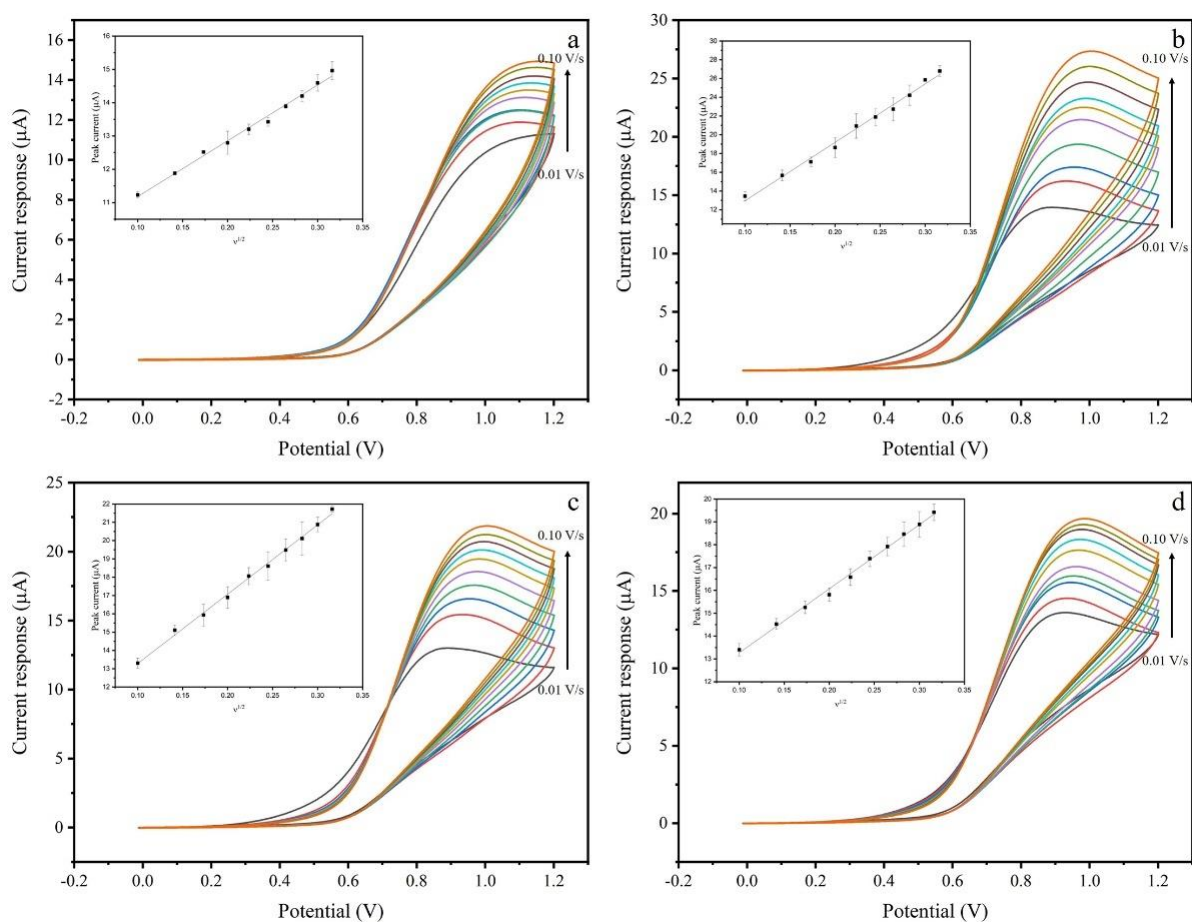 a
16
14
12
10
8
6
4
2
0
-2
Current response (μA)
-0.2 0.0 0.2 0.4 0.6 0.8 1.0 1.2
Potential (V)
0.10 V/s
0.01 V/s
16
15
14
13
12
11
Peak current (μA)
0.10 0.15 0.20 0.25 0.30 0.35
v1/2
b
30
25
20
15
10
5
0
Current response (μA)
-0.2 0.0 0.2 0.4 0.6 0.8 1.0 1.2
Potential (V)
0.10 V/s
0.01 V/s
30
28
26
24
22
20
18
16
14
12
10
Peak current (μA)
0.10 0.15 0.20 0.25 0.30 0.35
v1/2
c
25
20
15
10
5
0
Current response (μA)
-0.2 0.0 0.2 0.4 0.6 0.8 1.0 1.2
Potential (V)
0.10 V/s
0.01 V/s
22
21
20
19
18
17
16
15
14
13
12
Peak current (μA)
0.10 0.15 0.20 0.25 0.30 0.35
v1/2
d
20
15
10
5
0
Current response (μA)
-0.2 0.0 0.2 0.4 0.6 0.8 1.0 1.2
Potential (V)
0.10 V/s
0.01 V/s
20
19
18
17
16
15
14
13
12
Peak current (μA)
0.10 0.15 0.20 0.25 0.30 0.35
v1/2